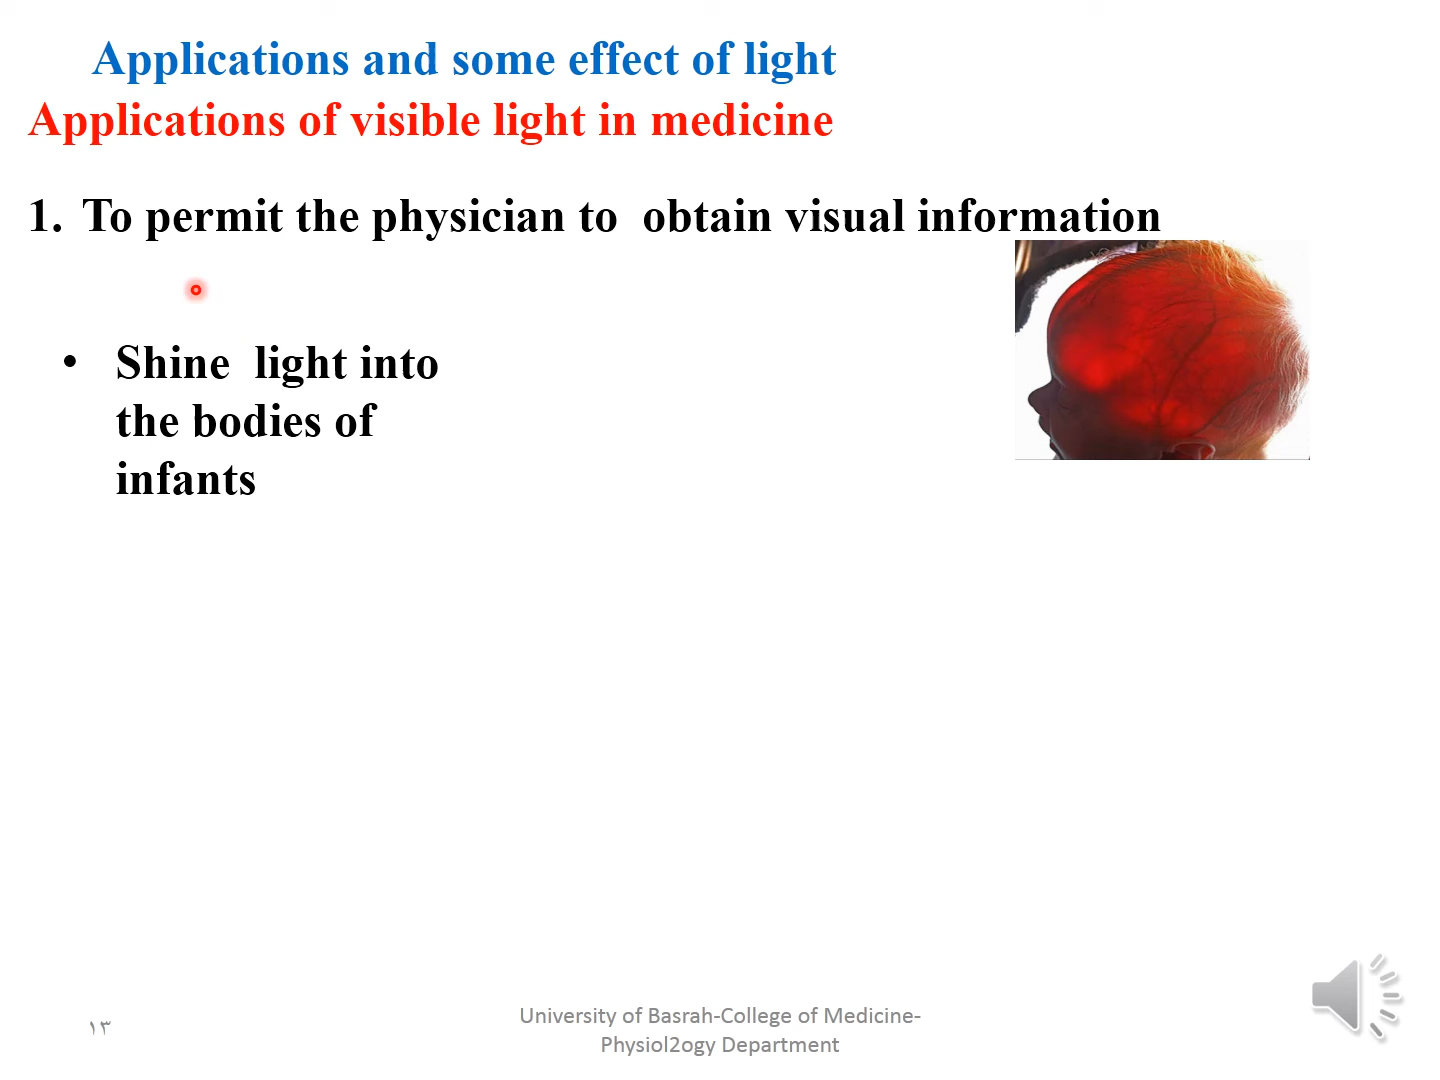 Applications and some effect of light
Applications of visible light in medicine
1. To permit the physician to obtain visual information
• Shine light into
the bodies of
infants
١٣
University of Basrah-College of Medicine-
Physiol2ogy Department